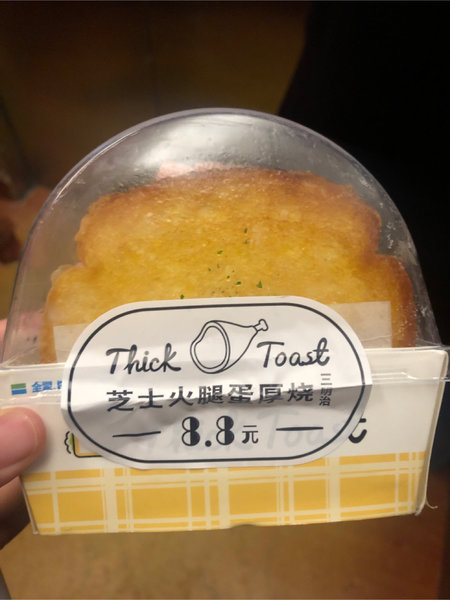 Thick Toast
芝士火腿蛋厚烧
三明治
8.8元